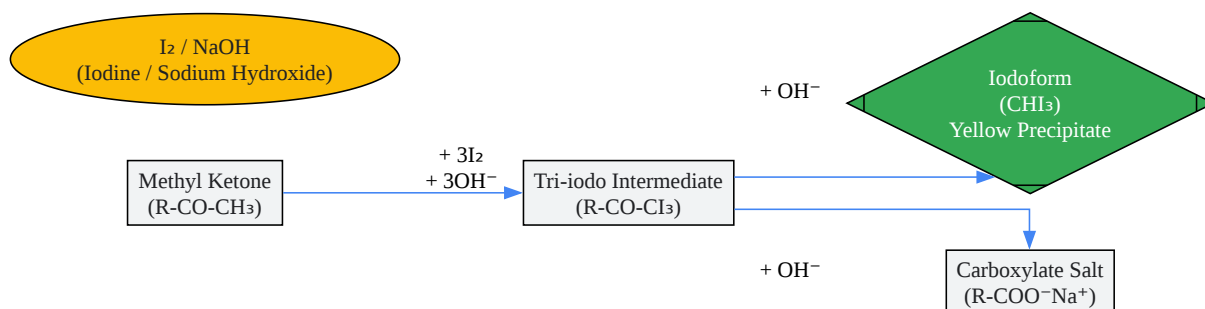 I₂ / NaOH
(Iodine / Sodium Hydroxide)
+ OH⁻
Iodoform
(CHI₃)
Yellow Precipitate
+ 3I₂
+ 3OH⁻
Methyl Ketone
(R-CO-CH₃)
Tri-iodo Intermediate
(R-CO-CI₃)
+ OH⁻
Carboxylate Salt
(R-COO⁻Na⁺)